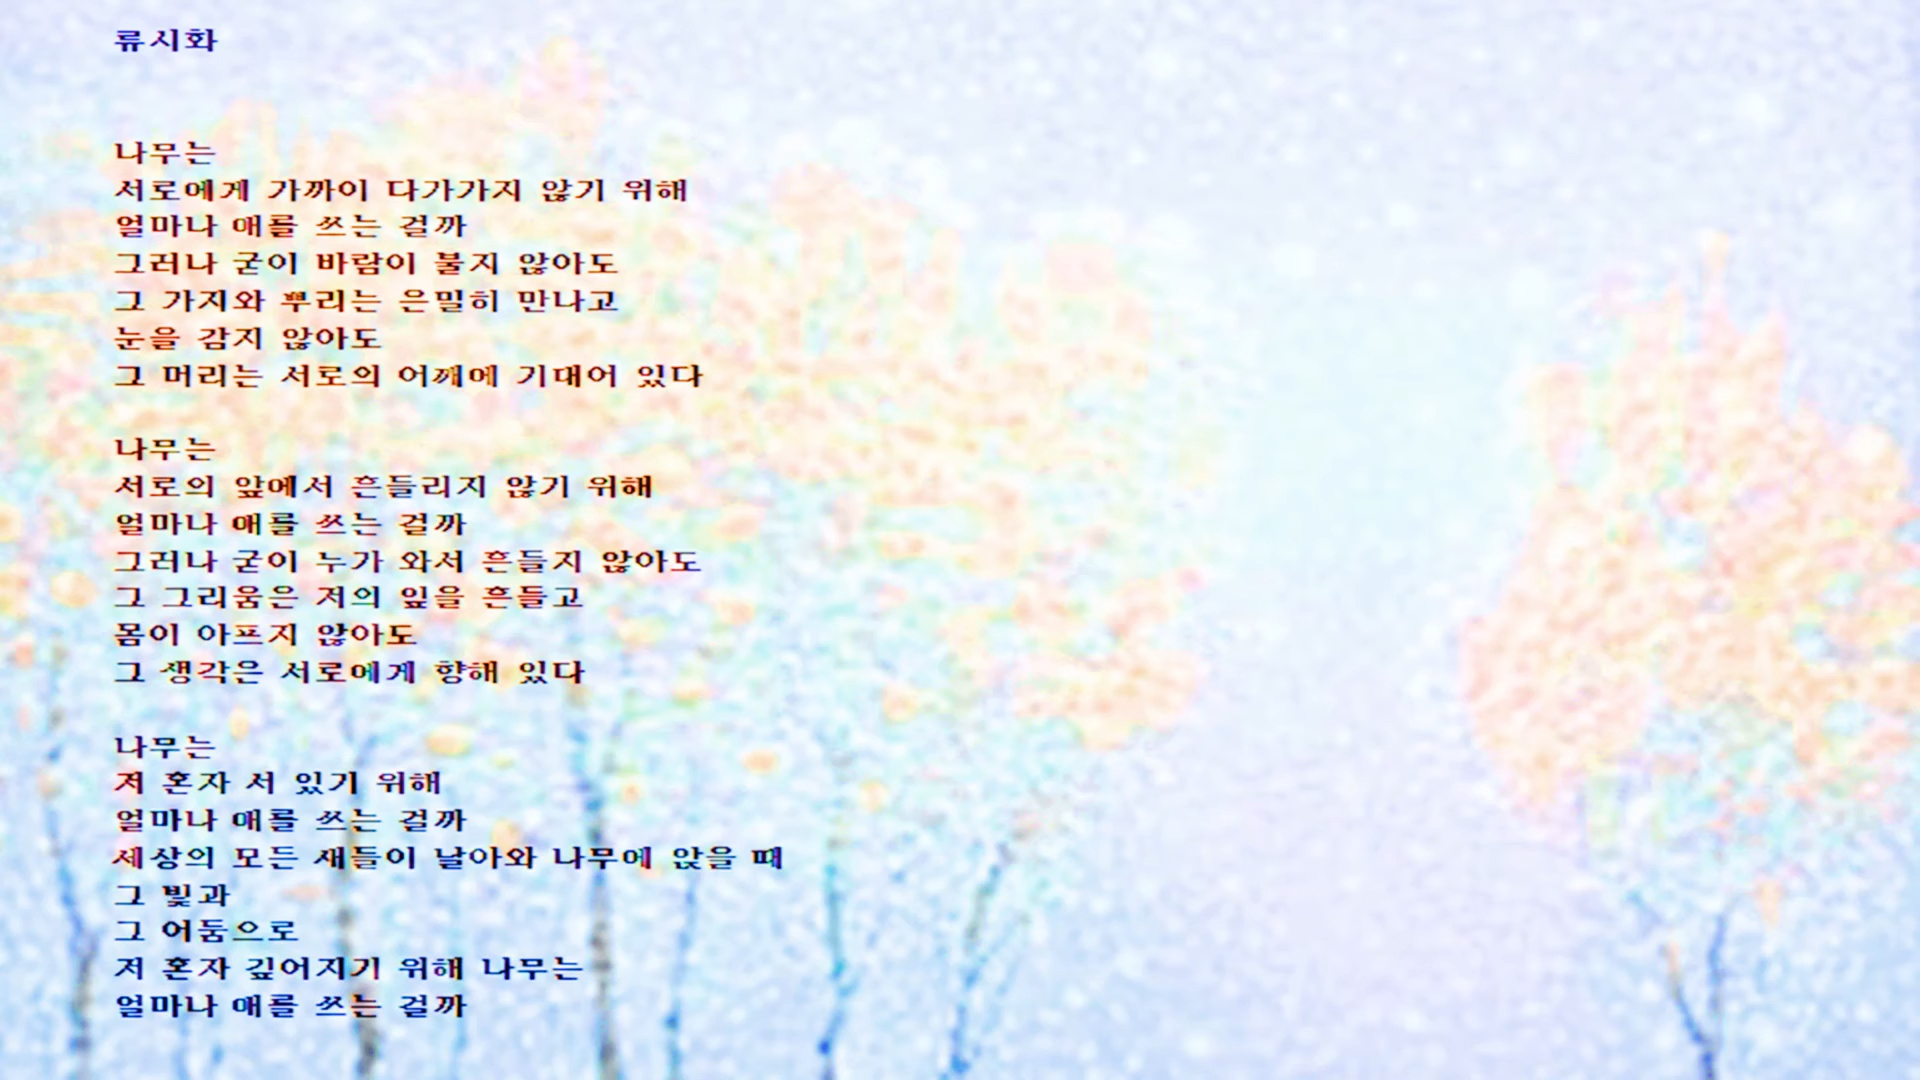 류시화
나무는
서로에게 가까이 다가가지 않기 위해
얼마나 애를 쓰는 걸까
그러나 굳이 바람이 불지 않아도
그 가지와 뿌리는 은밀히 만나고
눈을 감지 않아도
그 머리는 서로의 어깨에 기대어 있다
나무는
서로의 앞에서 흔들리지 않기 위해
얼마나 애를 쓰는 걸까
그러나 굳이 누가 와서 흔들지 않아도
그 그리움은 저의 잎을 흔들고
몸이 아프지 않아도
그 생각은 서로에게 향해 있다
나무는
저 혼자 서 있기 위해
얼마나 애를 쓰는 걸까
세상의 모든 새들이 날아와 나무에 앉을 때
그 빛과
그 어둠으로
저 혼자 깊어지기 위해 나무는
얼마나 애를 쓰는 걸까